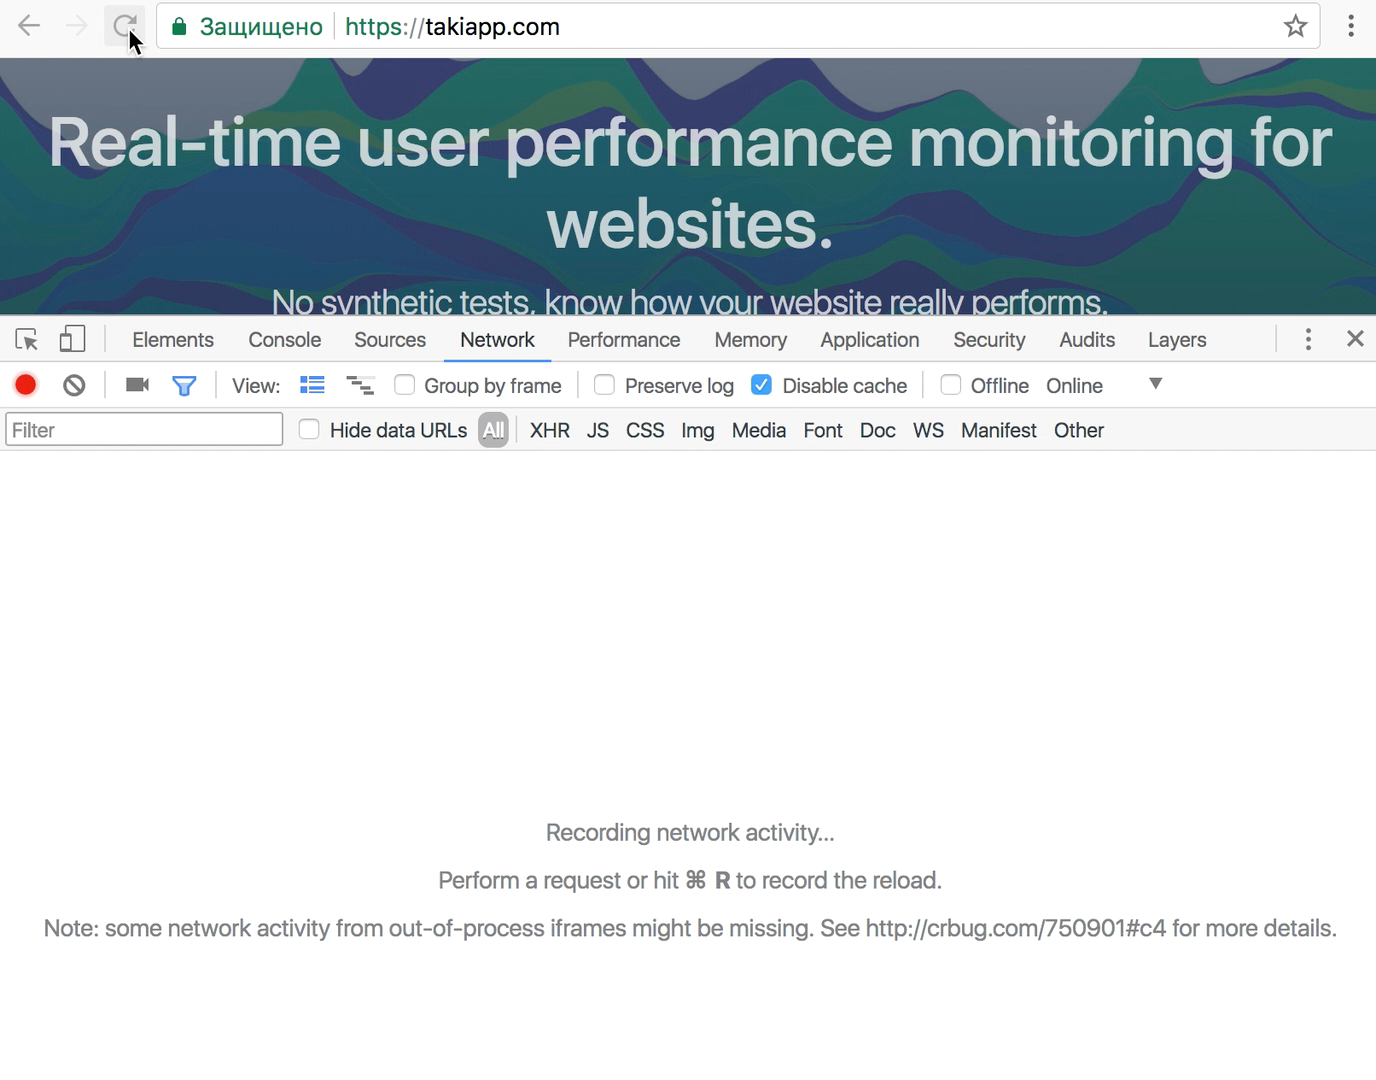 Защищено https://takiapp.com
Real-time user performance monitoring for
websites.
No synthetic tests, know how your website really performs.
Elements Console Sources Network Performance Memory Application Security Audits Layers
View: Group by frame Preserve log Disable cache Offline Online
Filter Hide data URLs All XHR JS CSS Img Media Font Doc WS Manifest Other
Recording network activity...
Perform a request or hit ⌘ R to record the reload.
Note: some network activity from out-of-process iframes might be missing. See http://crbug.com/750901#c4 for more details.